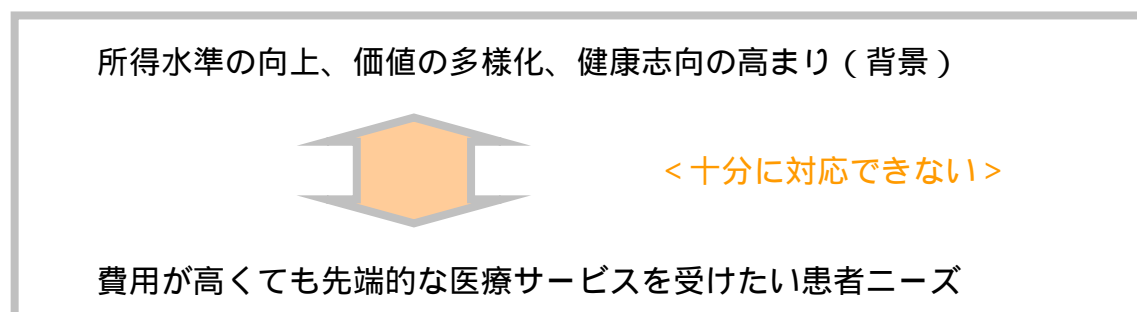 所得水準の向上、価値の多様化、健康志向の高まり(背景)
<十分に対応できない>
費用が高くても先端的な医療サービスを受けたい患者ニーズ